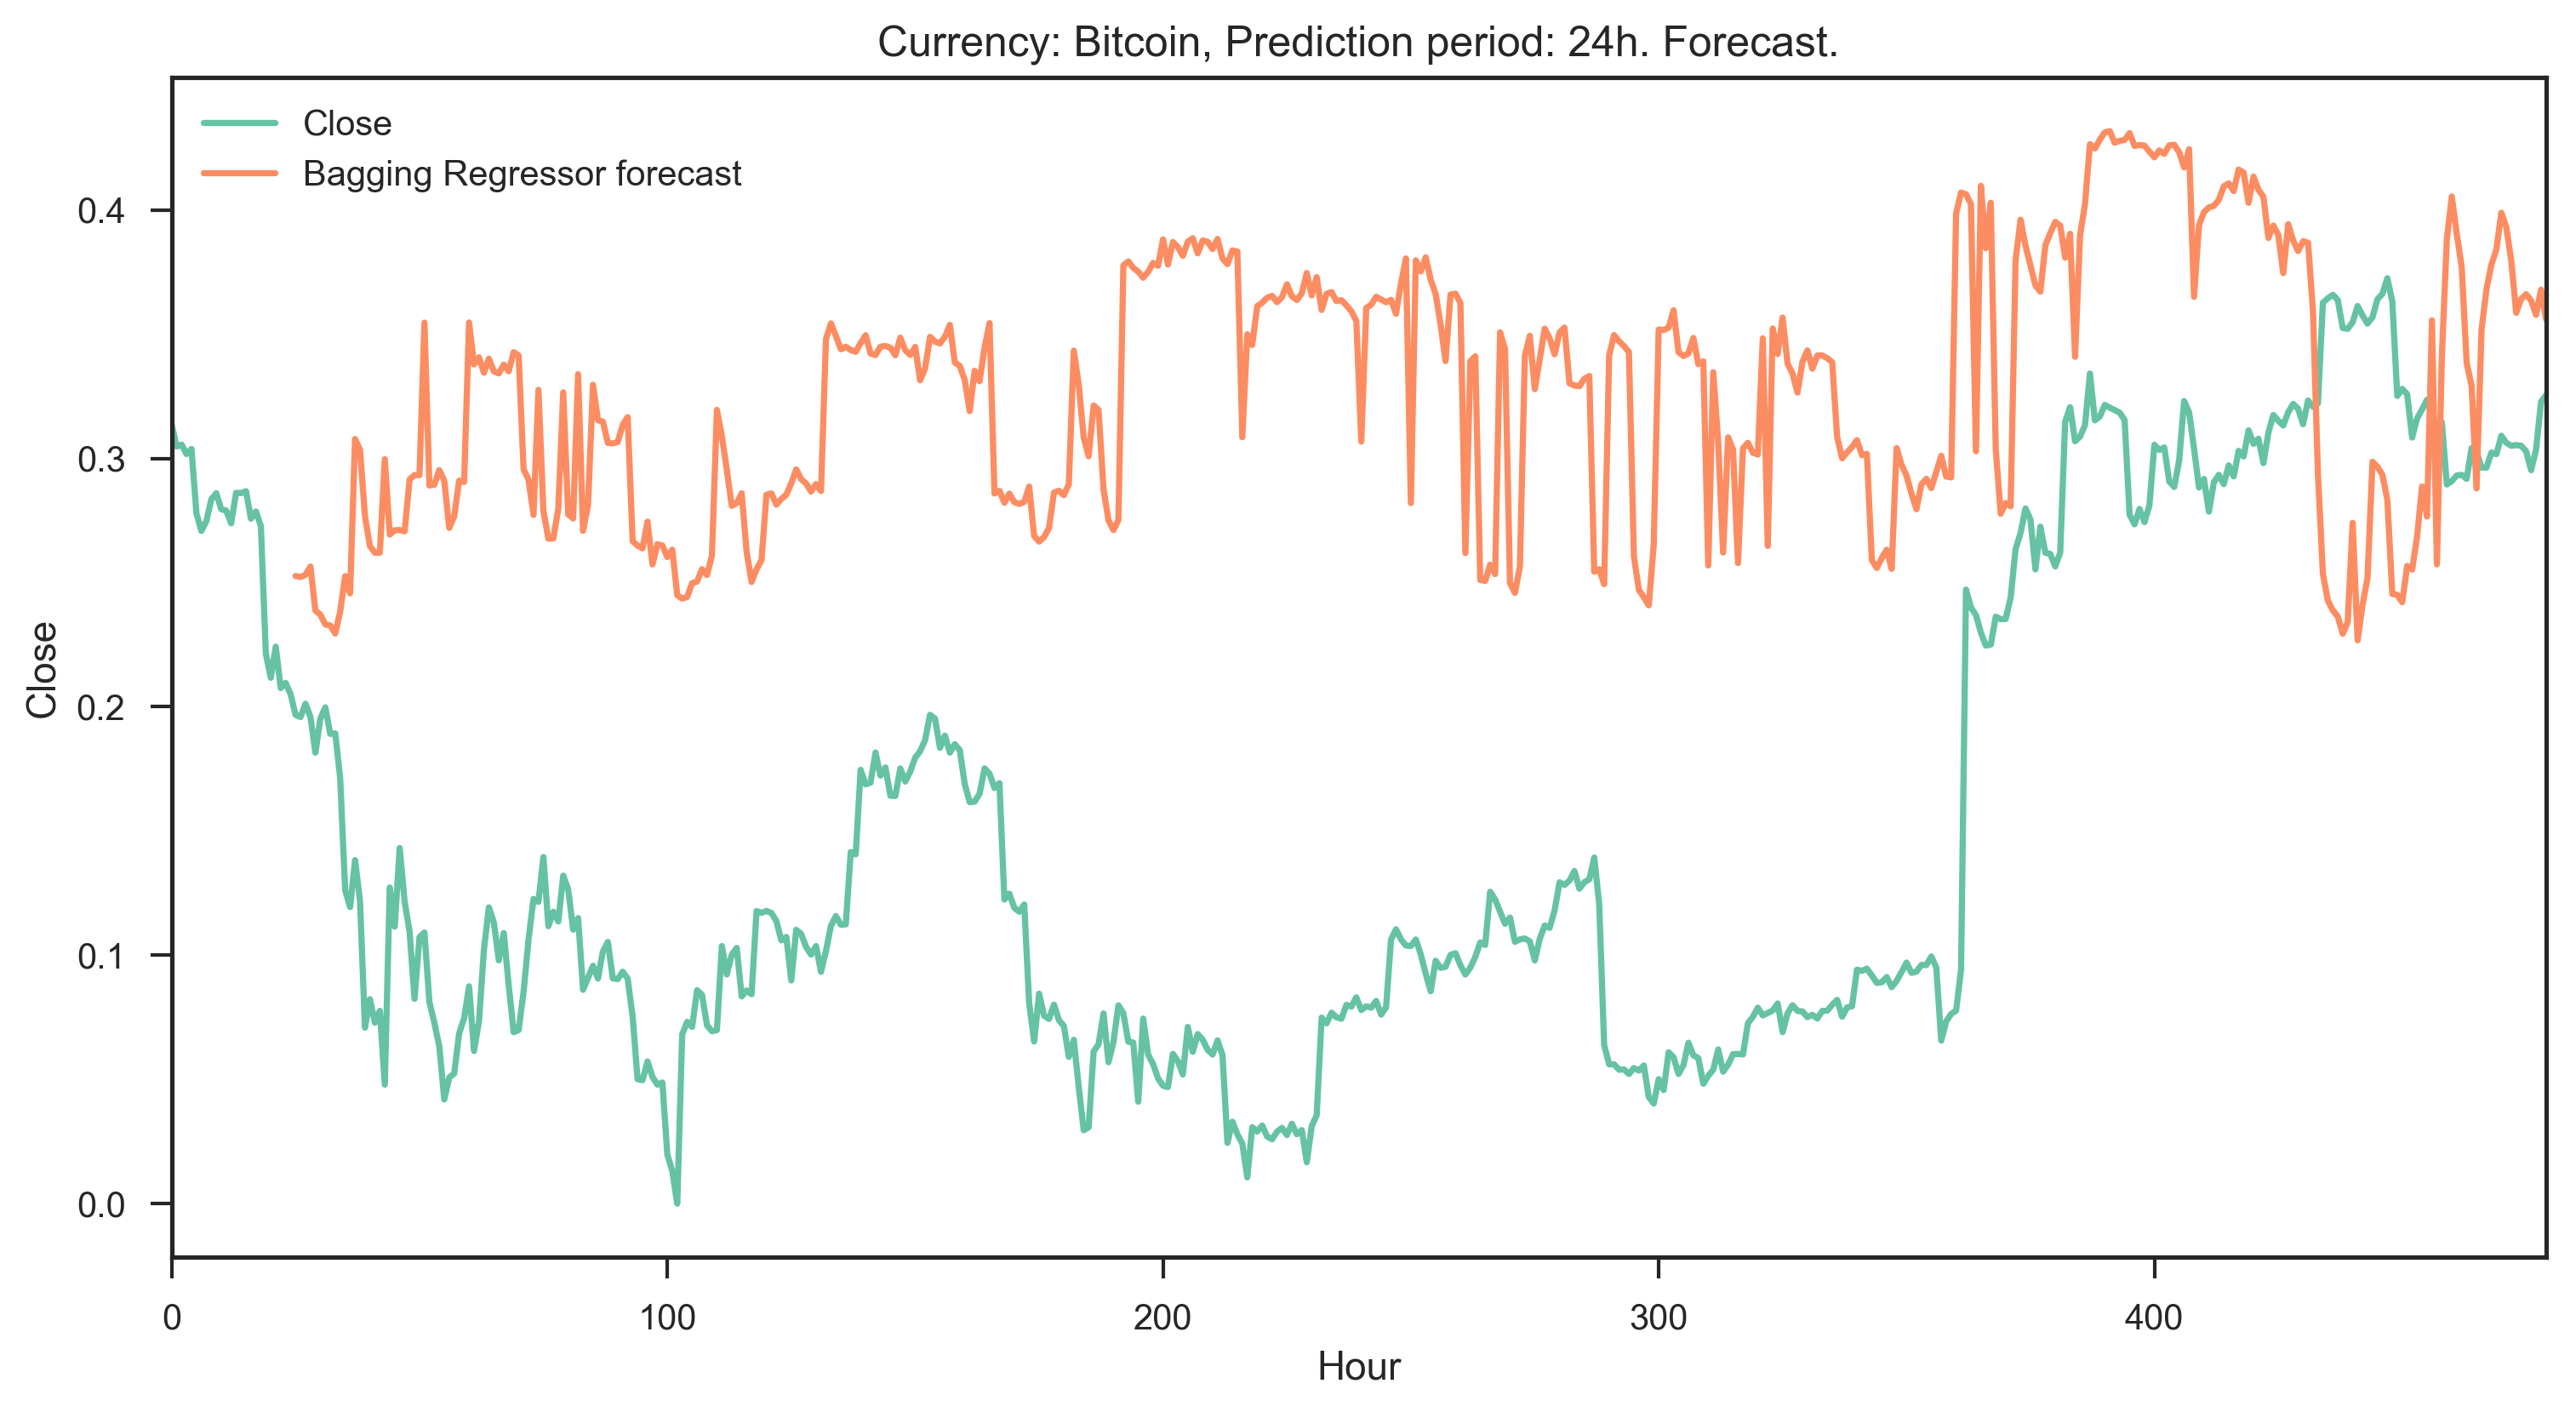 Currency: Bitcoin, Prediction period: 24h. Forecast.
Close
Bagging Regressor forecast
0.4
0.3
0.2
0.1
0.0
Close
0 100 200 300 400
Hour